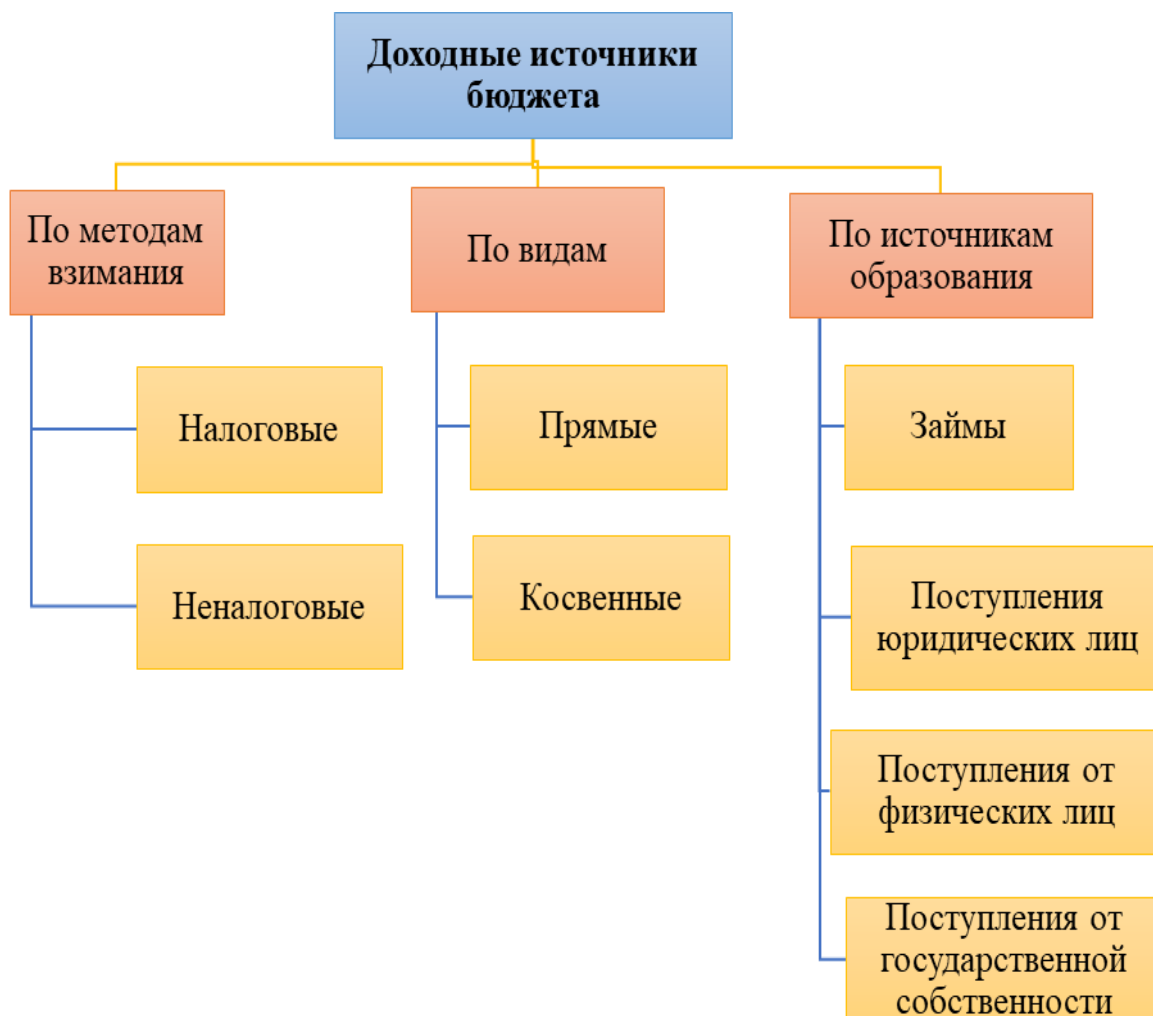 Доходные источники
бюджета
По методам
взимания
Налоговые
Неналоговые
По видам
Прямые
Косвенные
По источникам
образования
Займы
Поступления
юридических лиц
Поступления от
физических лиц
Поступления от
государственной
собственности